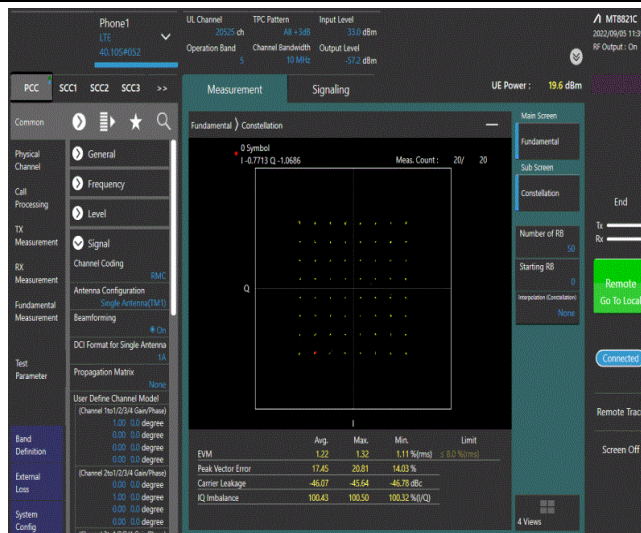 Phone1
LTE
40.105#052
UL Channel
20525 ch
TPC Pattern
All +3dB
Input Level
33.0 dBm
Operation Band
5
Channel Bandwidth
10 MHz
Output Level
-57.2 dBm
MT8821C
2022/09/05 11:39
RF Output : On
PCC SCC1 SCC2 SCC3 >>
Measurement
Signaling
UE Power : 19.6 dBm
Common
Physical
Channel
Call
Processing
TX
Measurement
RX
Measurement
Fundamental
Measurement
Test
Parameter
Band
Definition
External
Loss
System
Config
General
Frequency
Level
Signal
Channel Coding
RMC
Antenna Configuration
Single Antenna(TM1)
Beamforming
On
DCI Format for Single Antenna
1A
Propagation Matrix
None
User Define Channel Model
(Channel 1to1/2/3/4 Gain/Phase)
1.00 0.0 degree
0.00 0.0 degree
0.00 0.0 degree
0.00 0.0 degree
(Channel 2to1/2/3/4 Gain/Phase)
0.00 0.0 degree
1.00 0.0 degree
0.00 0.0 degree
0.00 0.0 degree
Fundamental 〉 Constellation
0 Symbol
I -0.7713 Q -1.0686
Meas. Count : 20/ 20
Q
I
Avg. Max. Min. Limit
EVM 1.22 1.32 1.11 %(rms) ≤ 8.0 %(rms)
Peak Vector Error 17.45 20.81 14.03 %
Carrier Leakage -46.07 -45.64 -46.78 dBc
IQ Imbalance 100.43 100.50 100.32 %(I/Q)
Main Screen
Fundamental
Sub Screen
Constellation
Number of RB
50
Starting RB
0
Interpolation (Constellation)
None
4 Views
End
Tx
Rx
Remote
Go To Local
Connected
Remote Trac
Screen Off